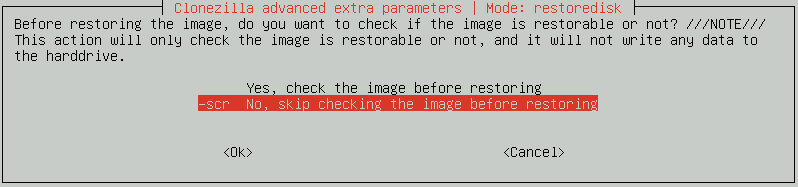 Clonezilla advanced extra parameters | Mode: restoredisk
Before restoring the image, do you want to check if the image is restorable or not? ///NOTE///
This action will only check the image is restorable or not, and it will not write any data to
the harddrive.
Yes, check the image before restoring
-scr  No, skip checking the image before restoring
<Ok> <Cancel>